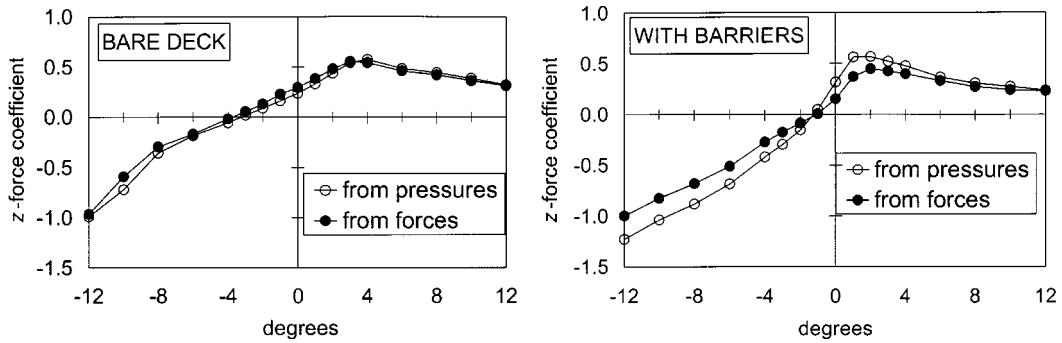 BARE DECK
z-force coefficient
1.0
0.5
0.0
-0.5
-1.0
-1.5
-12
-8
-4
0
4
8
12
degrees
from pressures
from forces
WITH BARRIERS
z-force coefficient
1.0
0.5
0.0
-0.5
-1.0
-1.5
-12
-8
-4
0
4
8
12
degrees
from pressures
from forces